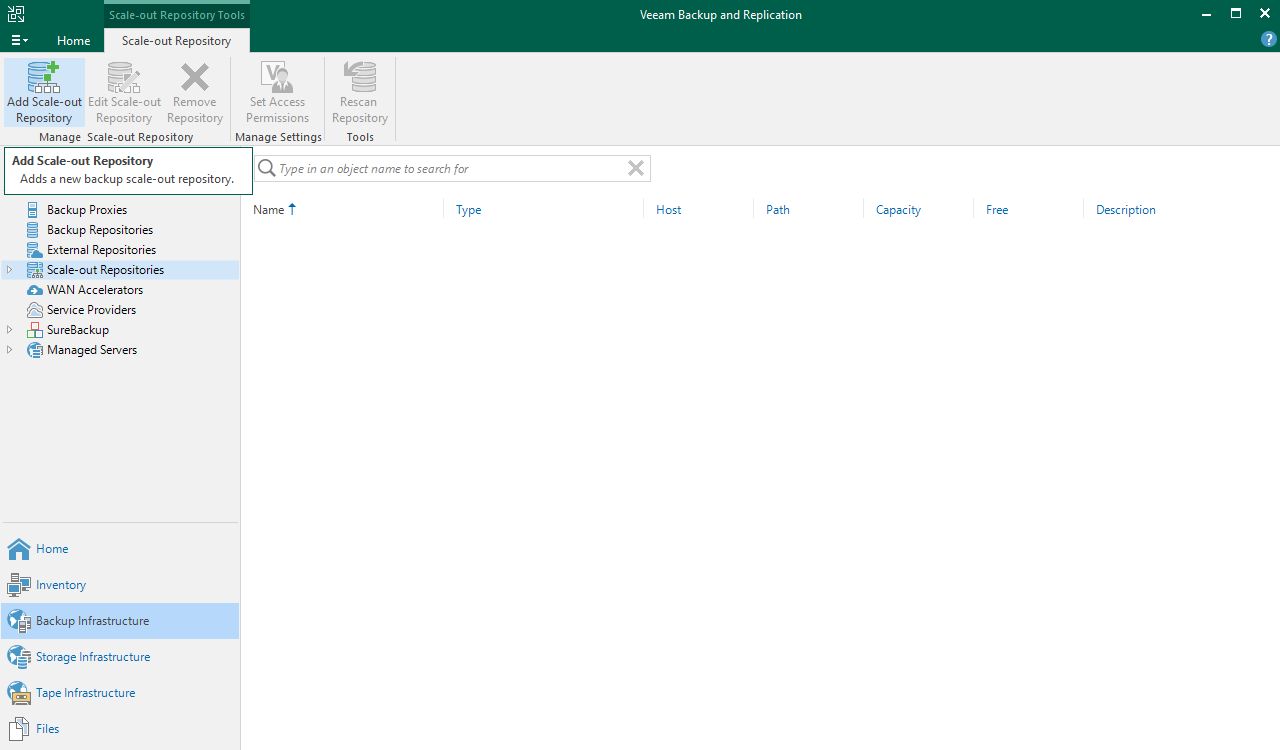 Scale-out Repository Tools
Veeam Backup and Replication
Home
Scale-out Repository
Add Scale-out
Repository
Edit Scale-out
Repository
Remove
Repository
Set Access
Permissions
Rescan
Repository
Manage Scale-out Repository
Manage Settings
Tools
Add Scale-out Repository
Adds a new backup scale-out repository.
Type in an object name to search for
Name
Type
Host
Path
Capacity
Free
Description
Backup Proxies
Backup Repositories
External Repositories
Scale-out Repositories
WAN Accelerators
Service Providers
SureBackup
Managed Servers
Home
Inventory
Backup Infrastructure
Storage Infrastructure
Tape Infrastructure
Files